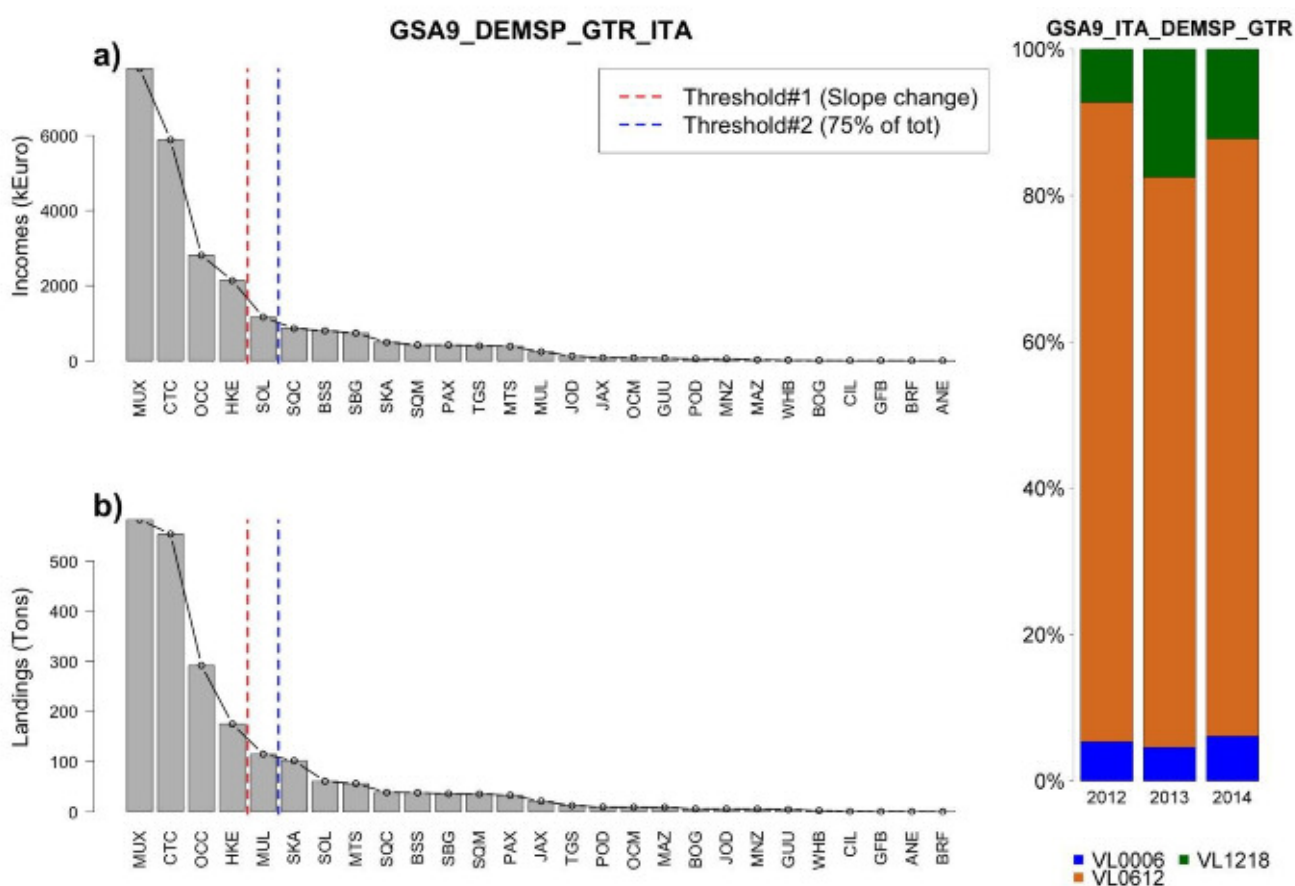 GSA9_DEMSP_GTR_ITA
a)
Threshold#1 (Slope change)
Threshold#2 (75% of tot)
Incomes (kEuro)
6000
4000
2000
0
MUX CTC OCC HKE SOL SQC BSS SBG SKA SQM PAX TGS MTS MUL JOD JAX OCM GUU POD MNZ MAZ WHB BOG CIL GFB BRF ANE
b)
Landings (Tons)
500
400
300
200
100
0
MUX CTC OCC HKE MUL SKA SOL MTS SQC BSS SBG SQM PAX JAX TGS POD OCM MAZ BOG JOD MNZ GUU WHB CIL GFB ANE BRF
GSA9_ITA_DEMSP_GTR
100%
80%
60%
40%
20%
0%
2012 2013 2014
VL0006 VL1218
VL0612